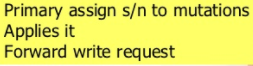 Primary assign s/n to mutations
Applies it
Forward write request